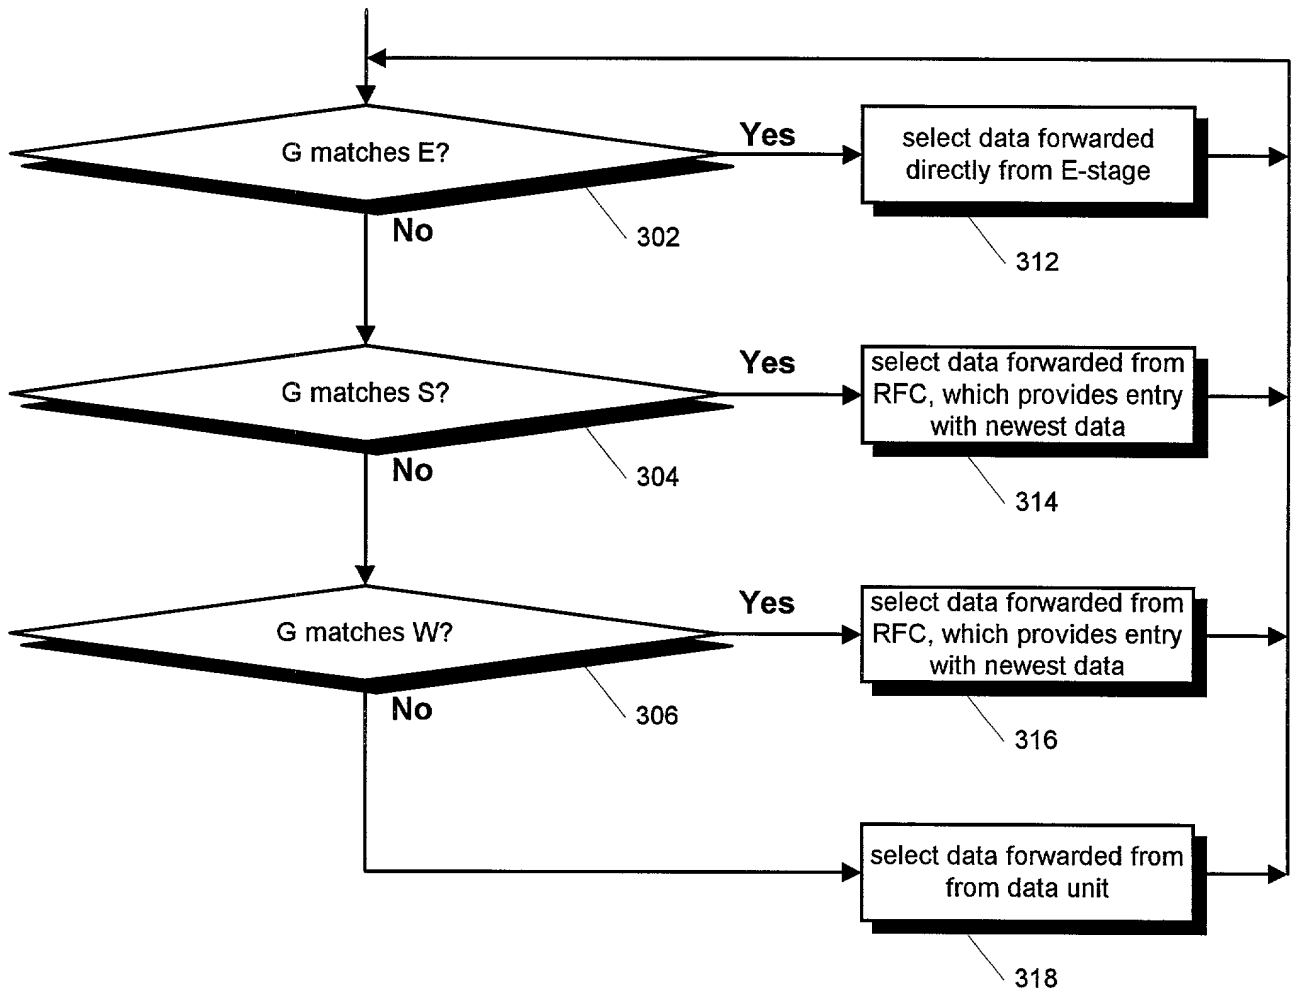 G matches E?
Yes
select data forwarded
directly from E-stage
No
302
312
G matches S?
Yes
select data forwarded from
RFC, which provides entry
with newest data
No
304
314
G matches W?
Yes
select data forwarded from
RFC, which provides entry
with newest data
No
306
316
select data forwarded from
from data unit
318